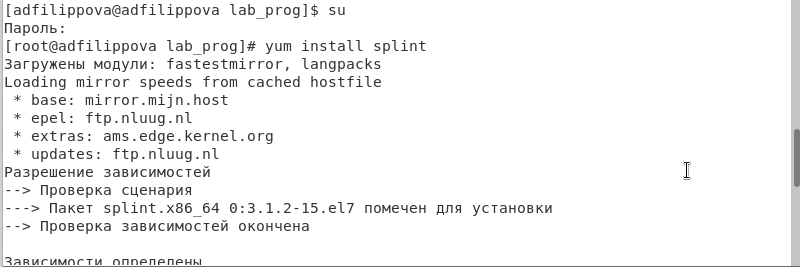 [adfilippova@adfilippova lab_prog]$ su
Пароль:
[root@adfilippova lab_prog]# yum install splint
Загружены модули: fastestmirror, langpacks
Loading mirror speeds from cached hostfile
 * base: mirror.mijn.host
 * epel: ftp.nluug.nl
 * extras: ams.edge.kernel.org
 * updates: ftp.nluug.nl
Разрешение зависимостей
--> Проверка сценария
---> Пакет splint.x86_64 0:3.1.2-15.el7 помечен для установки
--> Проверка зависимостей окончена
Зависимости определены